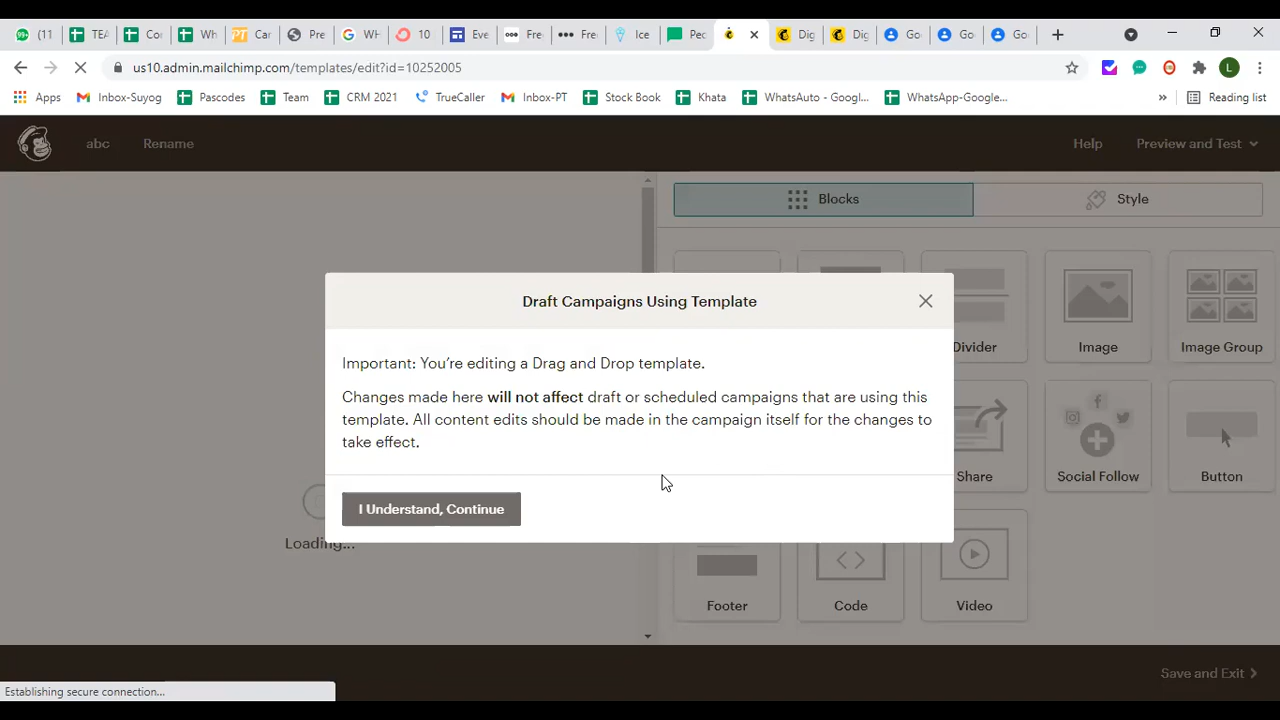 (11
TEA
Cor
Wh
Car
Pre
WH
10
Eve
Fre
Fre
Ice
Pec
Dig
Dig
Go
Go
Go
us10.admin.mailchimp.com/templates/edit?id=10252005
L
Apps
Inbox-Suyog
Pascodes
Team
CRM 2021
TrueCaller
Inbox-PT
Stock Book
Khata
WhatsAuto - Googl...
WhatsApp-Google...
»
Reading list
abc
Rename
Help
Preview and Test
Blocks
Style
Draft Campaigns Using Template
Important: You're editing a Drag and Drop template.
Changes made here will not affect draft or scheduled campaigns that are using this
template. All content edits should be made in the campaign itself for the changes to
take effect.
I Understand, Continue
Loading...
Divider
Image
Image Group
Share
Social Follow
Button
Footer
Code
Video
Save and Exit
Establishing secure connection...